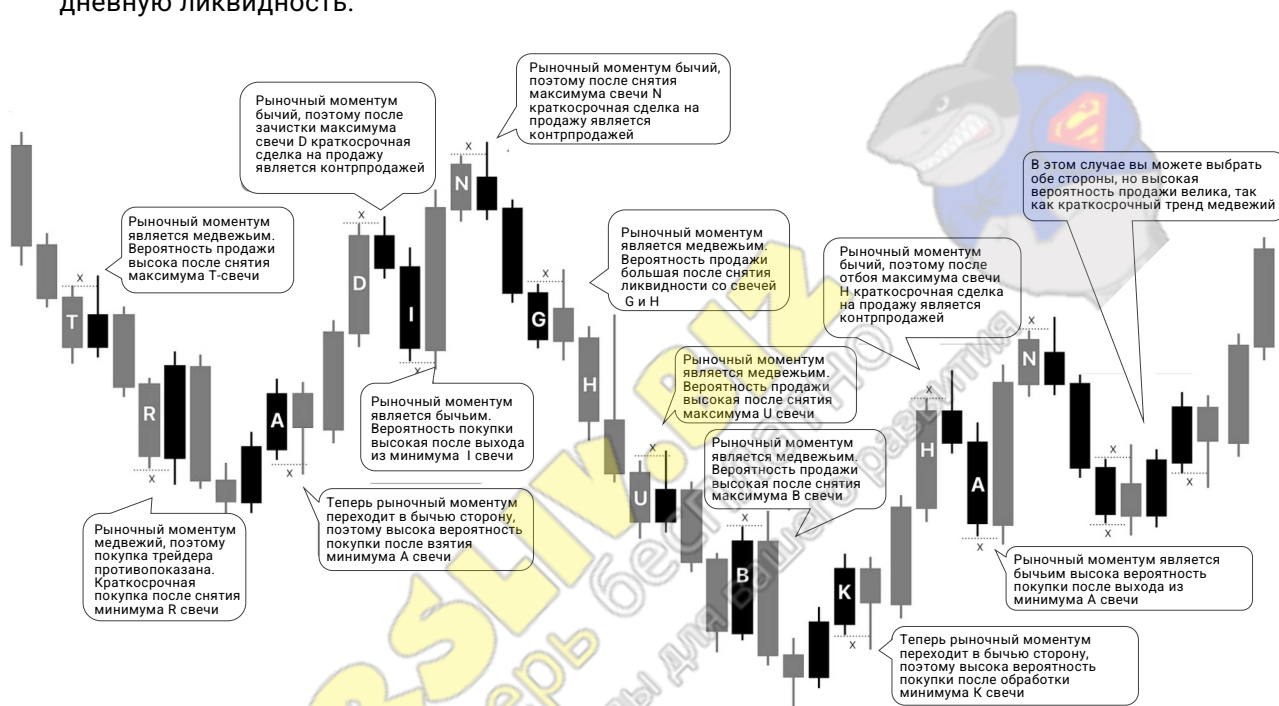 дневную ликвидность.
Рыночный моментум бычий,
поэтому после снятия
максимума свечи N
краткосрочная сделка на
продажу является
контрпродажей
Рыночный моментум
бычий, поэтому после
зачистки максимума
свечи D краткосрочная
сделка на продажу
является контрпродажей
В этом случае вы можете выбрать
обе стороны, но высокая
вероятность продажи велика, так
как краткосрочный тренд медвежий
Рыночный моментум
является медвежьим.
Вероятность продажи
высока после снятия
максимума Т-свечи
Рыночный моментум
является медвежьим.
Вероятность продажи
большая после снятия
ликвидности со свечей
G и H
Рыночный моментум
бычий, поэтому после
отбоя максимума свечи
H краткосрочная сделка
на продажу является
контрпродажей
Рыночный моментум
является медвежьим.
Вероятность продажи
высокая после снятия
максимума U свечи
Рыночный моментум
является бычьим.
Вероятность покупки
высокая после выхода
из минимума I свечи
Рыночный моментум
является медвежьим.
Вероятность продажи
высокая после снятия
максимума B свечи
Теперь рыночный моментум
переходит в бычью сторону,
поэтому высока вероятность
покупки после взятия
минимума А свечи
Рыночный моментум
медвежий, поэтому
покупка трейдера
противопоказана.
Краткосрочная
покупка после снятия
минимума R свечи
Рыночный моментум является
бычьим высока вероятность
покупки после выхода из
минимума А свечи
Теперь рыночный моментум
переходит в бычью сторону,
поэтому высока вероятность
покупки после обработки
минимума K свечи
T
R
A
D
I
N
G
H
U
B
K
H
A
N
x
x
x
x
x
x
x
x
x
x
x
x
x
x
RSLIV.BIZ